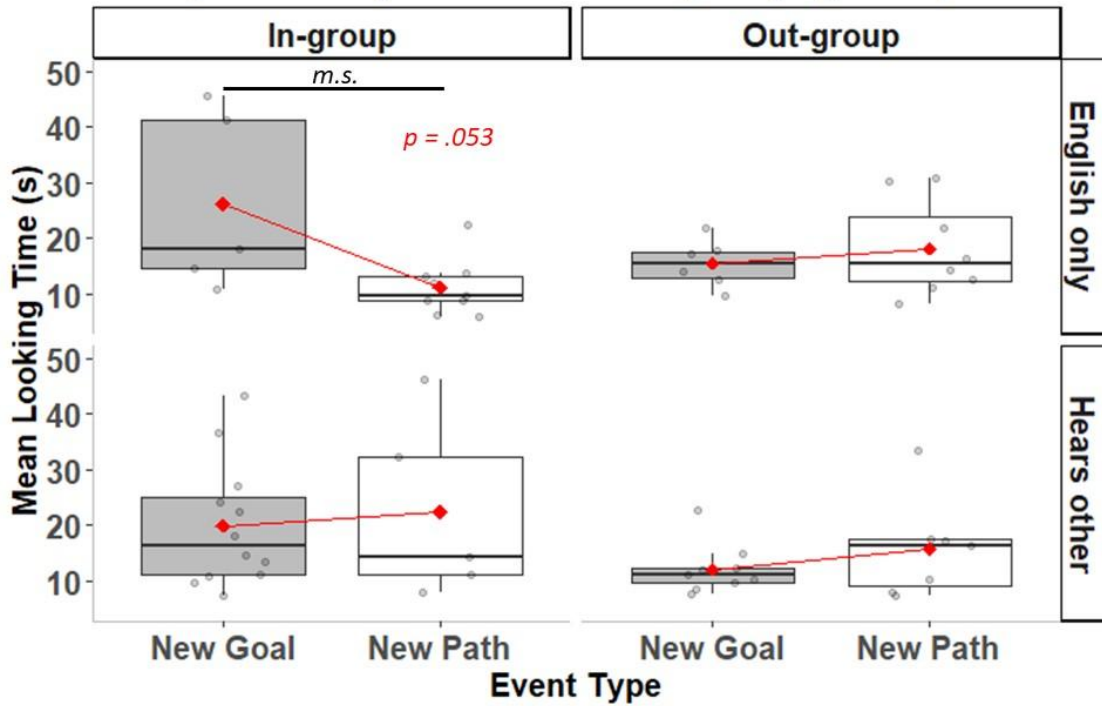 In-group
Out-group
50
40
30
20
10
m.s.
p = .053
English only
50
40
30
20
10
Hears other
Mean Looking Time (s)
New Goal
New Path
New Goal
New Path
Event Type